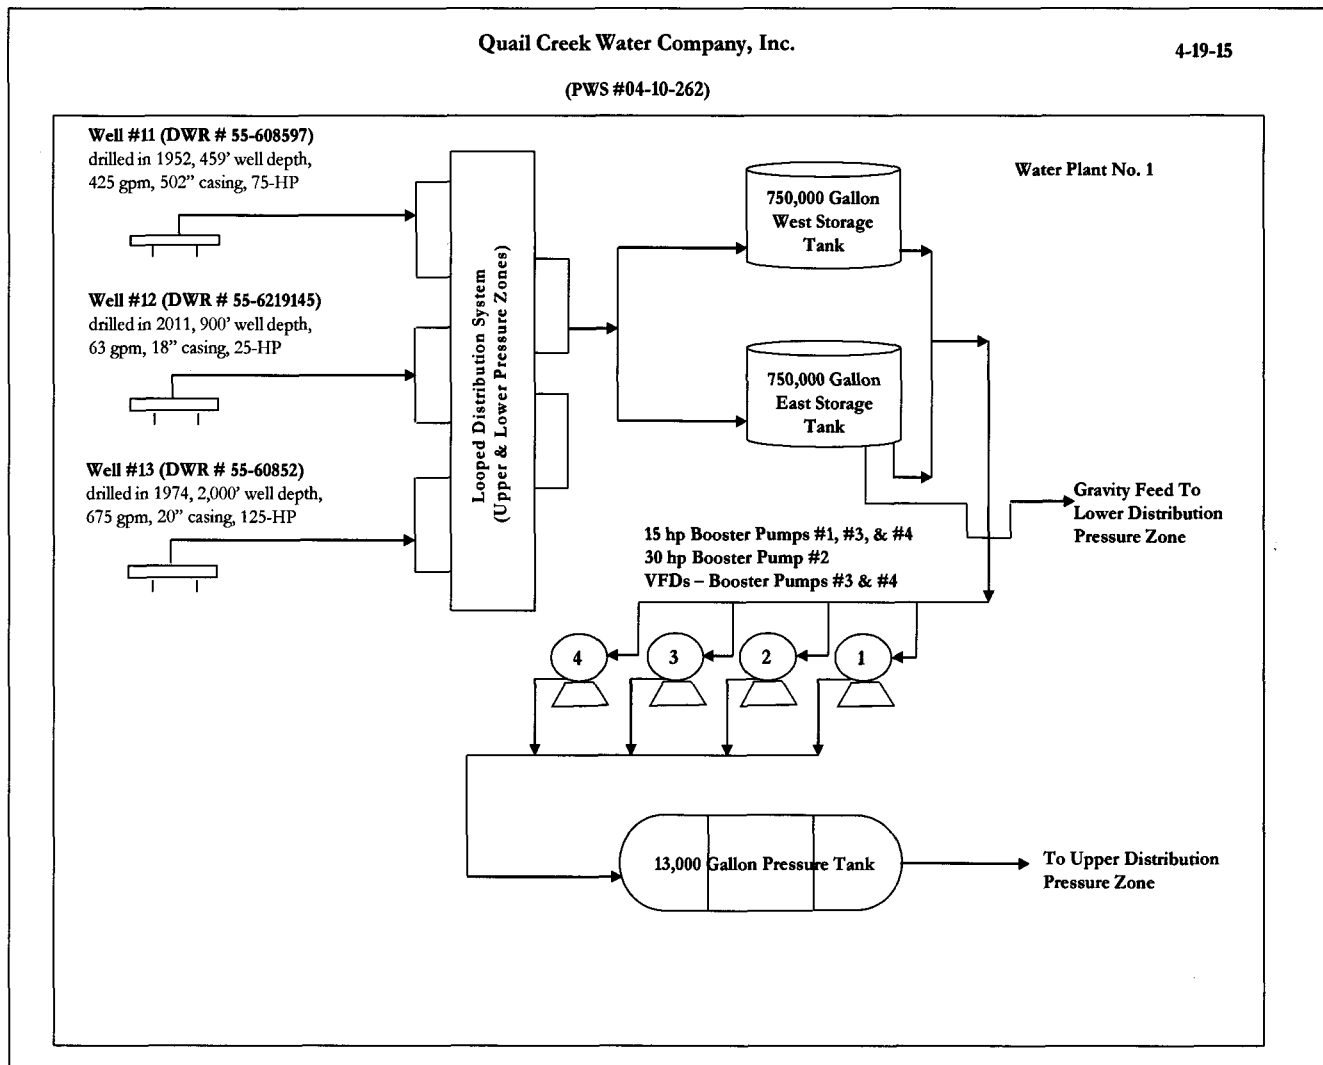 Quail Creek Water Company, Inc.
4-19-15
(PWS #04-10-262)
Well #11 (DWR # 55-608597)
drilled in 1952, 459' well depth,
425 gpm, 502" casing, 75-HP
Water Plant No. 1
750,000 Gallon
West Storage
Tank
Looped Distribution System
(Upper & Lower Pressure Zones)
Well #12 (DWR # 55-6219145)
drilled in 2011, 900' well depth,
63 gpm, 18" casing, 25-HP
750,000 Gallon
East Storage
Tank
Well #13 (DWR # 55-60852)
drilled in 1974, 2,000' well depth,
675 gpm, 20" casing, 125-HP
Gravity Feed To
Lower Distribution
Pressure Zone
15 hp Booster Pumps #1, #3, & #4
30 hp Booster Pump #2
VFDs – Booster Pumps #3 & #4
4
3
2
1
13,000 Gallon Pressure Tank
To Upper Distribution
Pressure Zone